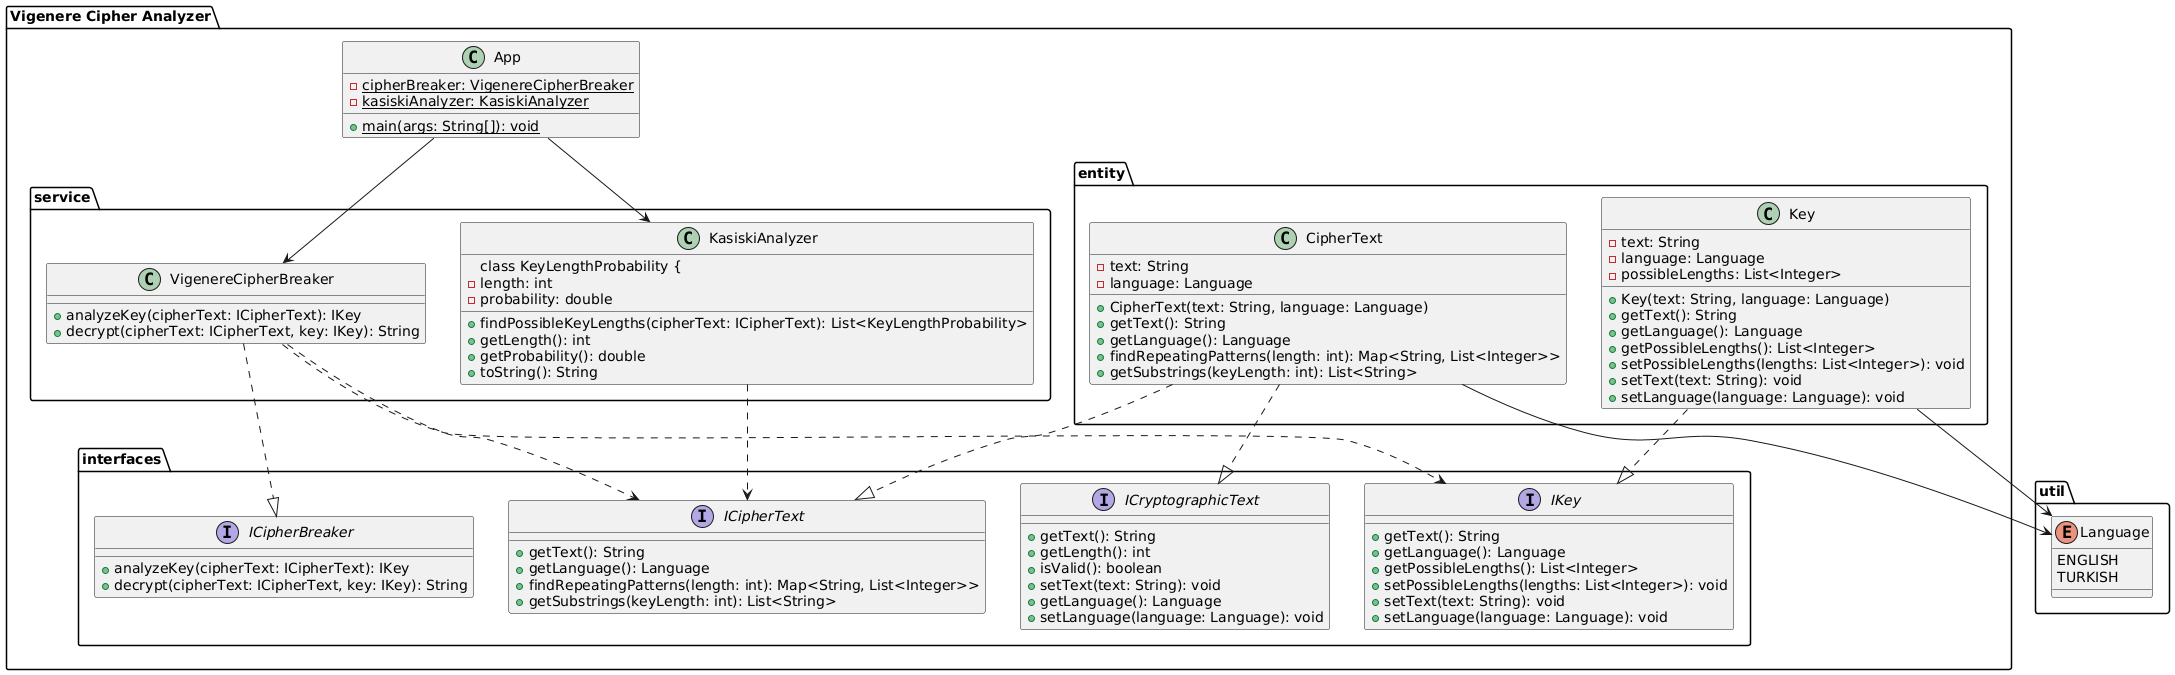 Vigenere Cipher Analyzer
C App
cipherBreaker: VigenereCipherBreaker
kasiskiAnalyzer: KasiskiAnalyzer
main(args: String[]): void
service
C VigenereCipherBreaker
analyzeKey(cipherText: ICipherText): IKey
decrypt(cipherText: ICipherText, key: IKey): String
C KasiskiAnalyzer
class KeyLengthProbability {
length: int
probability: double
findPossibleKeyLengths(cipherText: ICipherText): List<KeyLengthProbability>
getLength(): int
getProbability(): double
toString(): String
entity
C CipherText
text: String
language: Language
CipherText(text: String, language: Language)
getText(): String
getLanguage(): Language
findRepeatingPatterns(length: int): Map<String, List<Integer>>
getSubstrings(keyLength: int): List<String>
C Key
text: String
language: Language
possibleLengths: List<Integer>
Key(text: String, language: Language)
getText(): String
getLanguage(): Language
getPossibleLengths(): List<Integer>
setPossibleLengths(lengths: List<Integer>): void
setText(text: String): void
setLanguage(language: Language): void
interfaces
I ICipherBreaker
analyzeKey(cipherText: ICipherText): IKey
decrypt(cipherText: ICipherText, key: IKey): String
I ICipherText
getText(): String
getLanguage(): Language
findRepeatingPatterns(length: int): Map<String, List<Integer>>
getSubstrings(keyLength: int): List<String>
I ICryptographicText
getText(): String
getLength(): int
isValid(): boolean
setText(text: String): void
getLanguage(): Language
setLanguage(language: Language): void
I IKey
getText(): String
getLanguage(): Language
getPossibleLengths(): List<Integer>
setPossibleLengths(lengths: List<Integer>): void
setText(text: String): void
setLanguage(language: Language): void
util
E Language
ENGLISH
TURKISH